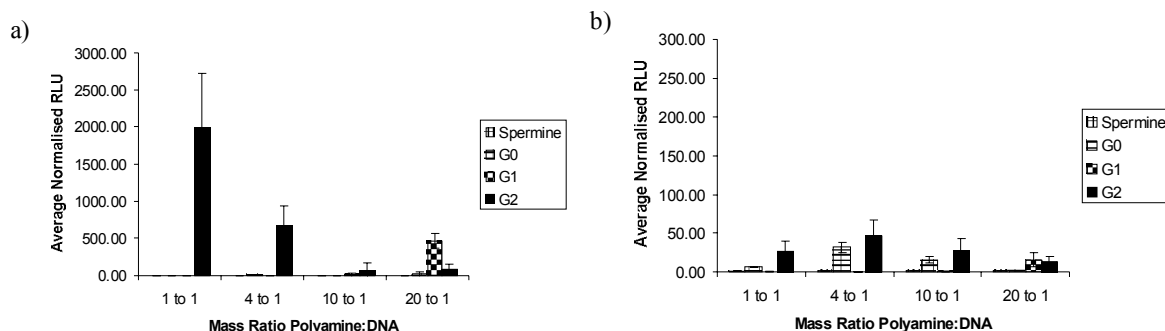 a)
3000.00
2500.00
2000.00
1500.00
1000.00
500.00
0.00
Average Normalised RLU
1 to 1 4 to 1 10 to 1 20 to 1
Mass Ratio Polyamine:DNA
Spermine
G0
G1
G2
b)
300.00
250.00
200.00
150.00
100.00
50.00
0.00
Average Normalised RLU
1 to 1 4 to 1 10 to 1 20 to 1
Mass Ratio Polyamine:DNA
Spermine
G0
G1
G2